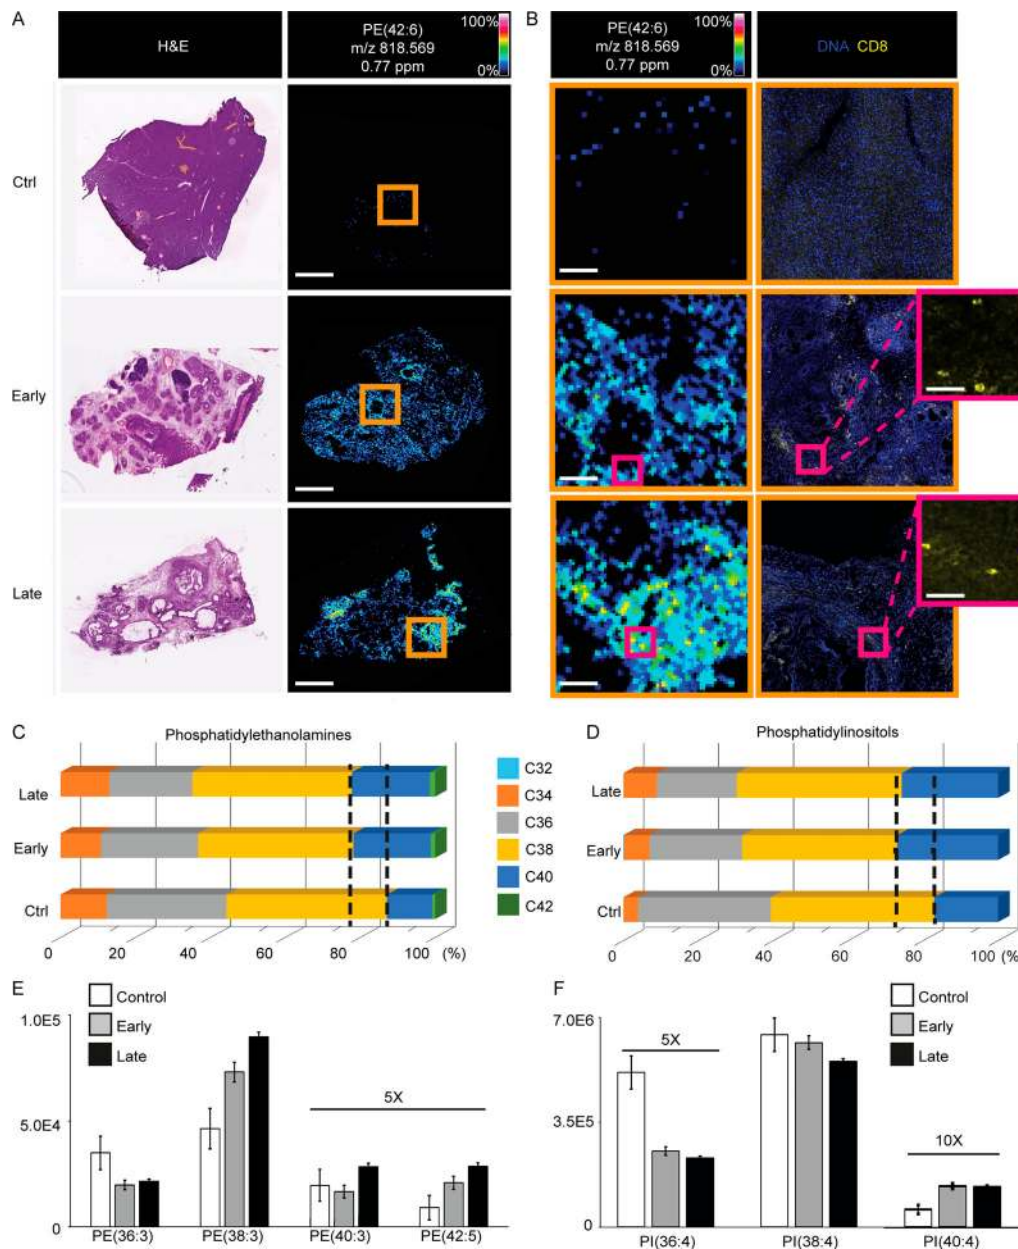 A
B
H&E
PE(42:6)
m/z 818.569
0.77 ppm
100%
0%
PE(42:6)
m/z 818.569
0.77 ppm
100%
0%
DNA CD8
Ctrl
Early
Late
C
Phosphatidylethanolamines
Late
Early
Ctrl
0 20 40 60 80 100 (%)
C32
C34
C36
C38
C40
C42
D
Phosphatidylinositols
Late
Early
Ctrl
0 20 40 60 80 100 (%)
E
Control
Early
Late
1.0E5
5.0E4
0
5X
PE(36:3) PE(38:3) PE(40:3) PE(42:5)
F
Control
Early
Late
7.0E6
3.5E5
0
5X
10X
PI(36:4) PI(38:4) PI(40:4)